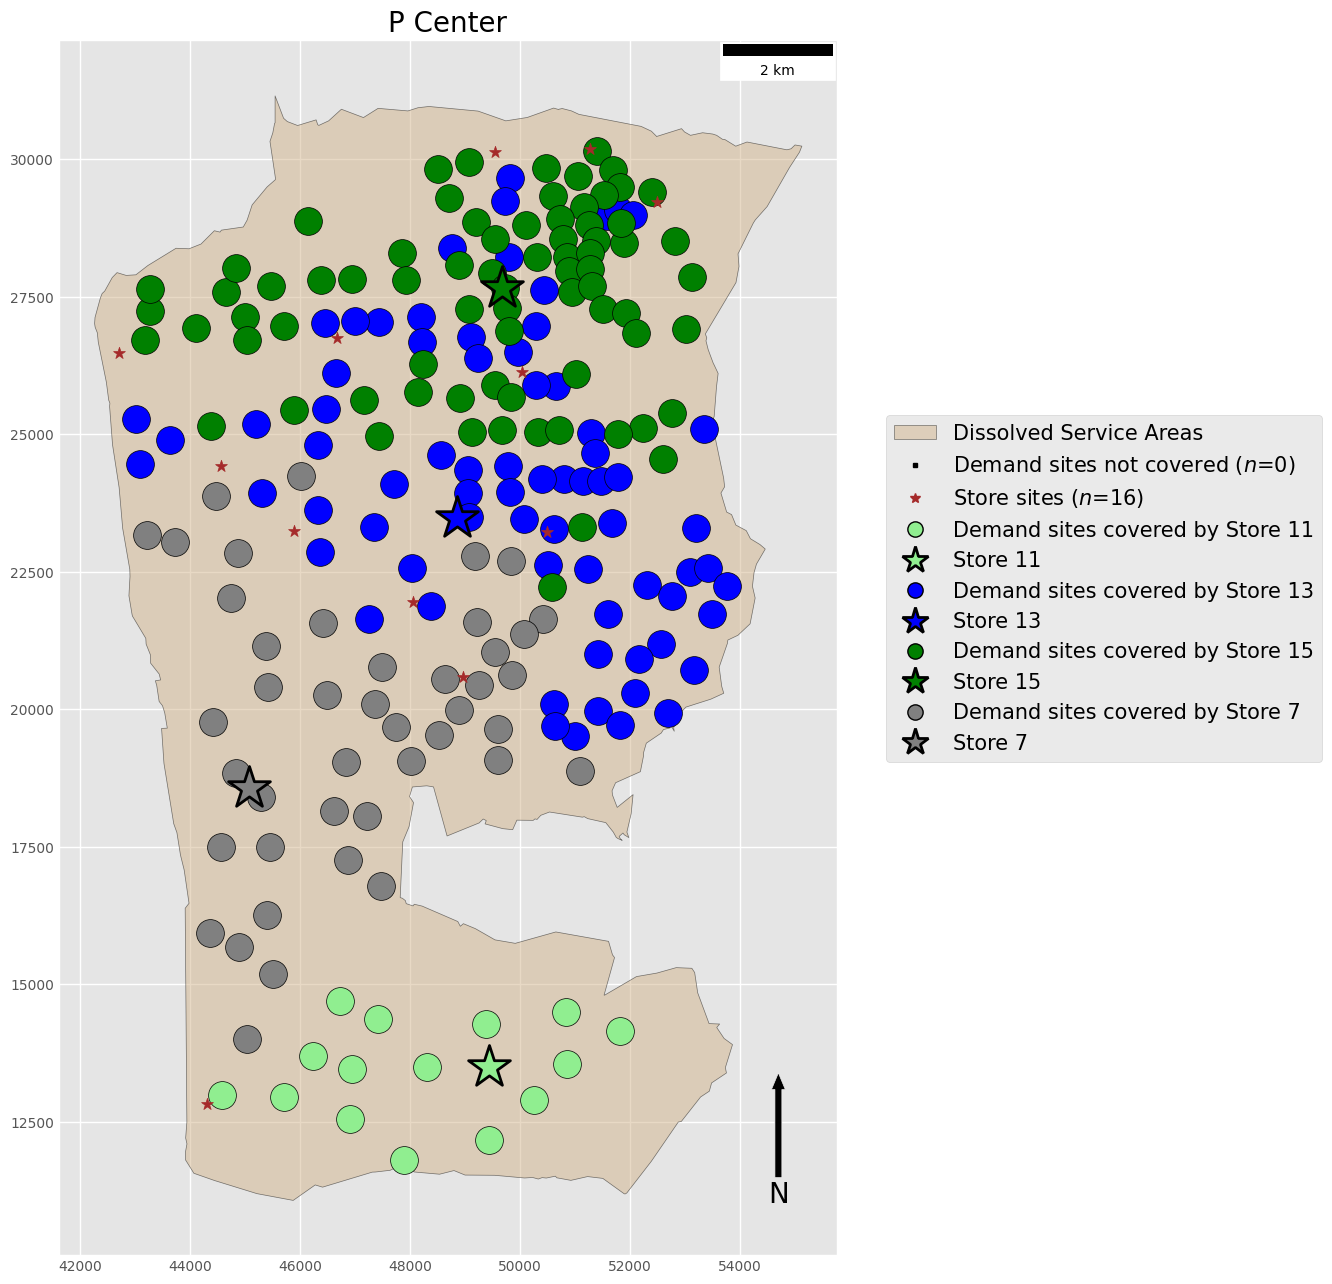 P Center
2 km
30000
27500
25000
22500
20000
17500
15000
12500
42000 44000 46000 48000 50000 52000 54000
N
Dissolved Service Areas
Demand sites not covered (n=0)
Store sites (n=16)
Demand sites covered by Store 11
Store 11
Demand sites covered by Store 13
Store 13
Demand sites covered by Store 15
Store 15
Demand sites covered by Store 7
Store 7